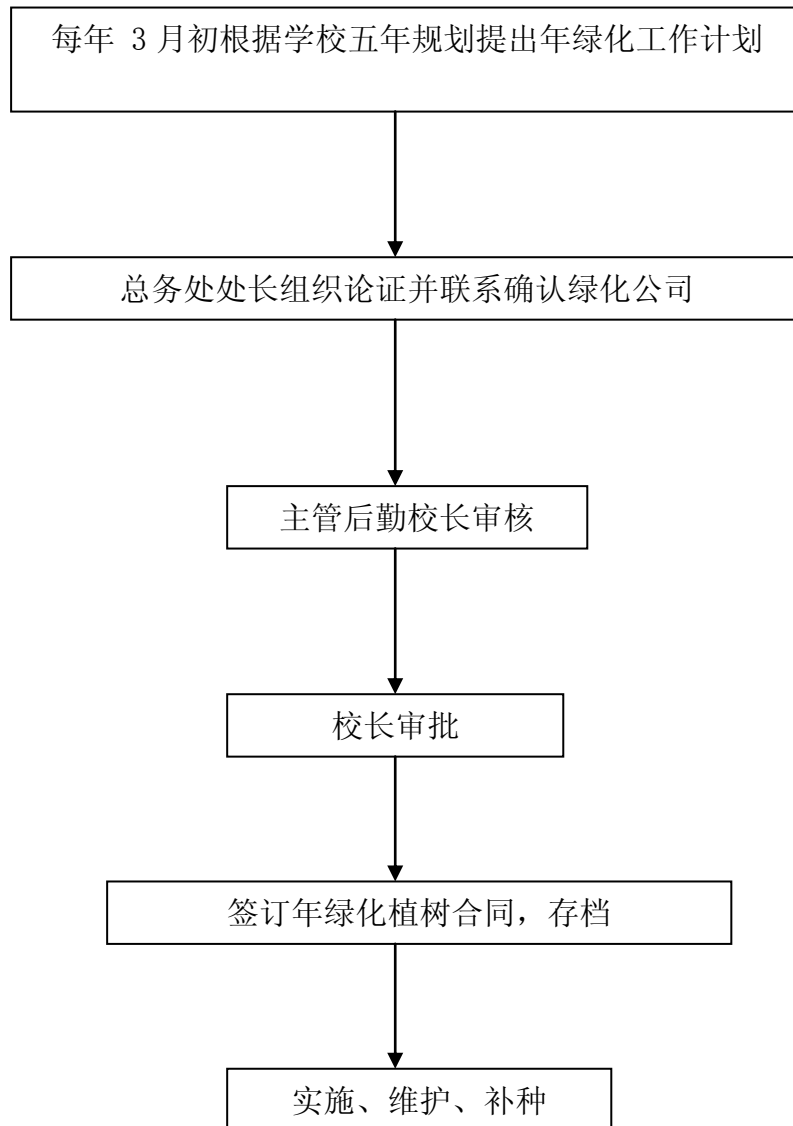 每年 3 月初根据学校五年规划提出年绿化工作计划
总务处处长组织论证并联系确认绿化公司
主管后勤校长审核
校长审批
签订年绿化植树合同，存档
实施、维护、补种